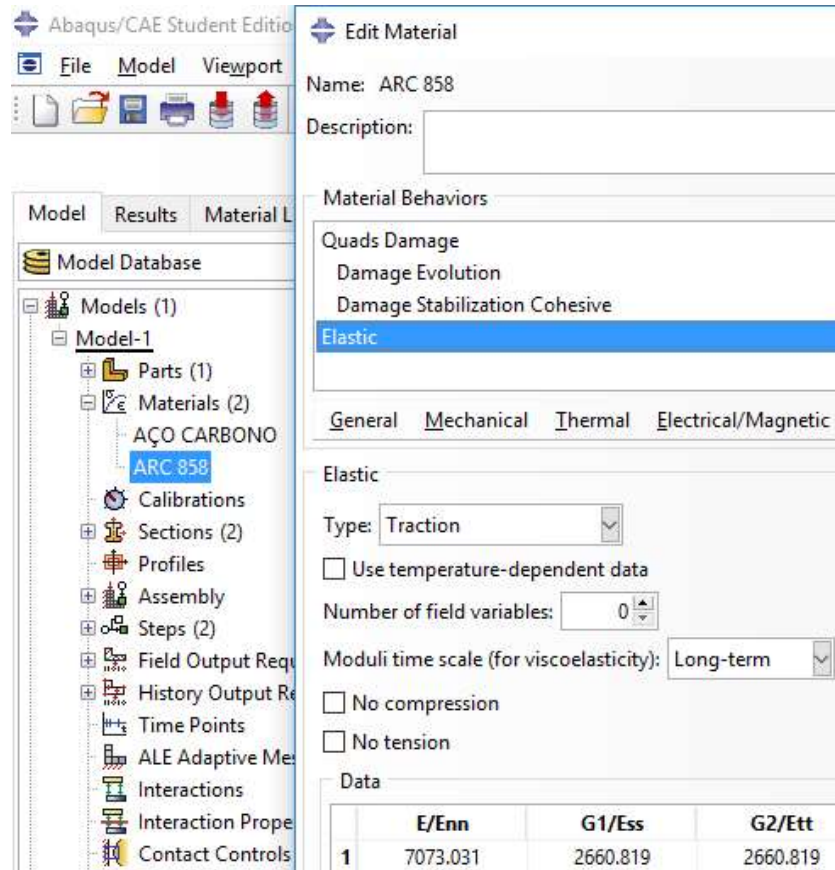 Abaqus/CAE Student Editio
File Model Viewport
Model Results Material L
Model Database
Models (1)
Model-1
Parts (1)
Materials (2)
AÇO CARBONO
ARC 858
Calibrations
Sections (2)
Profiles
Assembly
Steps (2)
Field Output Requ
History Output Re
Time Points
ALE Adaptive Mes
Interactions
Interaction Prope
Contact Controls
Edit Material
Name: ARC 858
Description:
Material Behaviors
Quads Damage
Damage Evolution
Damage Stabilization Cohesive
Elastic
General Mechanical Thermal Electrical/Magnetic
Elastic
Type: Traction
Use temperature-dependent data
Number of field variables: 0
Moduli time scale (for viscoelasticity): Long-term
No compression
No tension
Data
E/Enn G1/Ess G2/Ett
1 7073.031 2660.819 2660.819